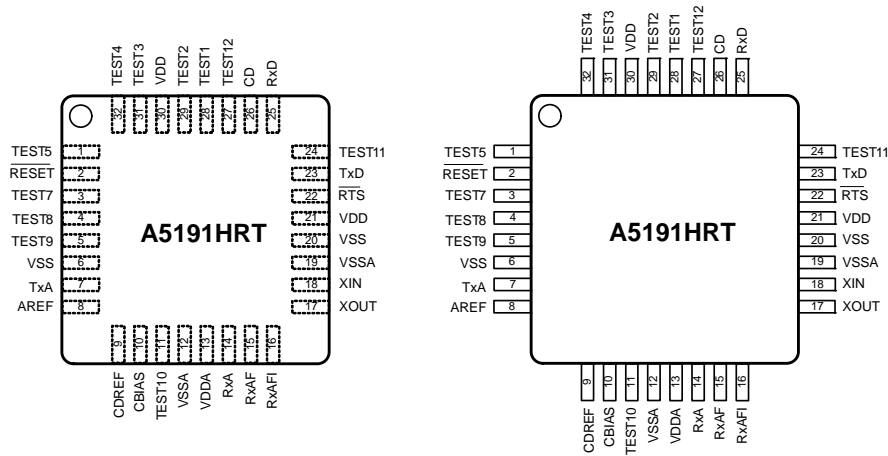 TEST4
TEST3
VDD
TEST2
TEST1
TEST12
CD
RxD
32
31
30
29
28
27
26
25
TEST5 1
RESET 2
TEST7 3
TEST8 4
TEST9 5
VSS 6
TxA 7
AREF 8
A5191HRT
24 TEST11
23 TxD
22 RTS
21 VDD
20 VSS
19 VSSA
18 XIN
17 XOUT
9
10
11
12
13
14
15
16
CDREF
CBIAS
TEST10
VSSA
VDDA
RxA
RxAF
RxAFI
TEST4
TEST3
VDD
TEST2
TEST1
TEST12
CD
RxD
32
31
30
29
28
27
26
25
TEST5 1
RESET 2
TEST7 3
TEST8 4
TEST9 5
VSS 6
TxA 7
AREF 8
A5191HRT
24 TEST11
23 TxD
22 RTS
21 VDD
20 VSS
19 VSSA
18 XIN
17 XOUT
9
10
11
12
13
14
15
16
CDREF
CBIAS
TEST10
VSSA
VDDA
RxA
RxAF
RxAFI